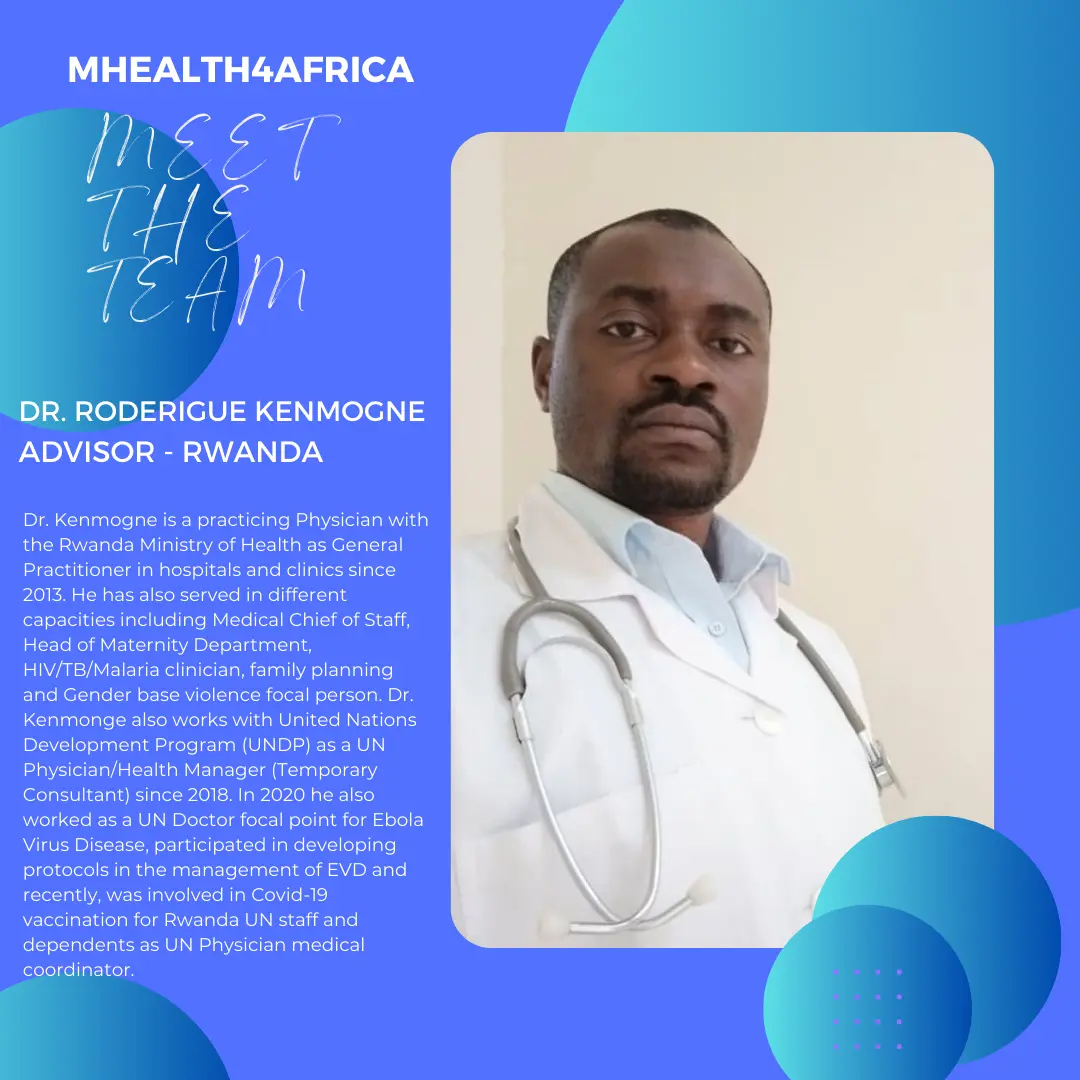 MHEALTH4AFRICA
MEET
THE
TEAM
DR. RODERIGUE KENMOGNE
ADVISOR - RWANDA
Dr. Kenmogne is a practicing Physician with
the Rwanda Ministry of Health as General
Practitioner in hospitals and clinics since
2013. He has also served in different
capacities including Medical Chief of Staff,
Head of Maternity Department,
HIV/TB/Malaria clinician, family planning
and Gender base violence focal person. Dr.
Kenmonge also works with United Nations
Development Program (UNDP) as a UN
Physician/Health Manager (Temporary
Consultant) since 2018. In 2020 he also
worked as a UN Doctor focal point for Ebola
Virus Disease, participated in developing
protocols in the management of EVD and
recently, was involved in Covid-19
vaccination for Rwanda UN staff and
dependents as UN Physician medical
coordinator.